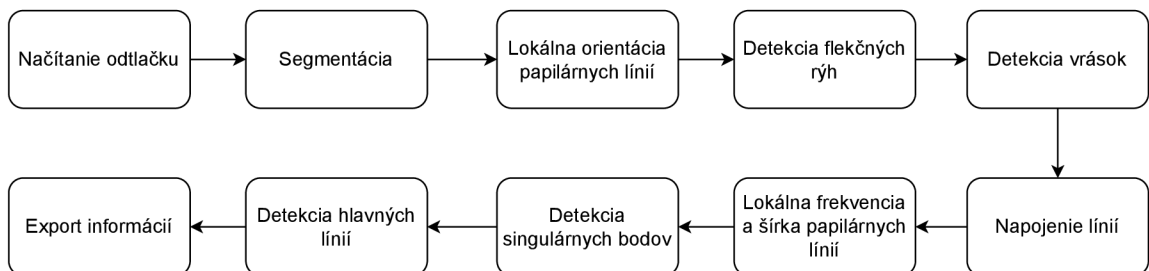 Načítanie odtlačku
Segmentácia
Lokálna orientácia
papilárnych línií
Detekcia flekčných
rýh
Detekcia vrások
Napojenie línií
Lokálna frekvencia
a šírka papilárnych
línií
Detekcia
singulárnych bodov
Detekcia hlavných
línií
Export informácií